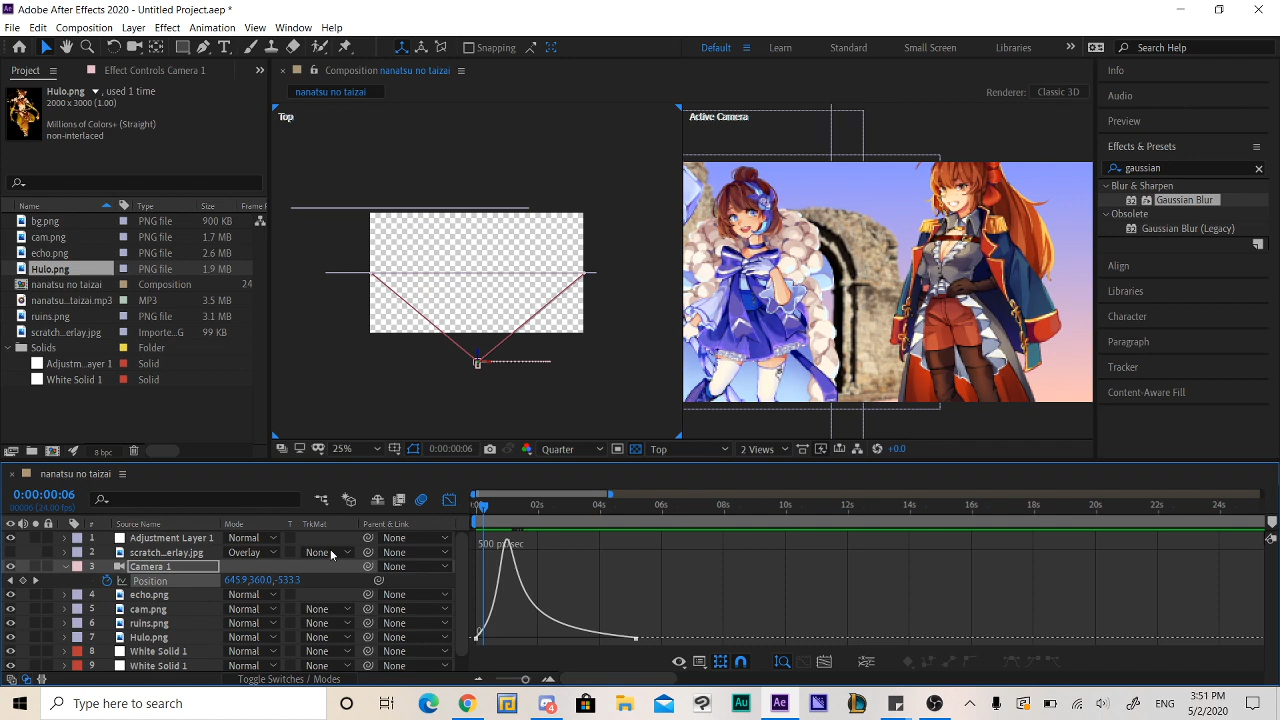 Adobe After Effects 2020 - Untitled Project.aep *
File Edit Composition Layer Effect Animation View Window Help
Snapping Default Learn Standard Small Screen Libraries Search Help
Project Effect Controls Camera 1 Composition nanatsu no taizai Info
Hulo.png , used 1 time nanatsu no taizai Renderer: Classic 3D
2000 x 3000 (1.00) Audio
Millions of Colors+ (Straight) Top Active Camera Preview
non-interlaced
Effects & Presets
gaussian
Blur & Sharpen
Name Type Size Frame R Gaussian Blur
bg.png PNG file 900 KB Obsolete
cam.png PNG file 1.7 MB Gaussian Blur (Legacy)
echo.png PNG file 2.6 MB
Hulo.png PNG file 1.9 MB Align
nanatsu no taizai Composition 24 Libraries
nanatsu...taizai.mp3 MP3 3.5 MB
ruins.png PNG file 3.1 MB Character
scratch...erlay.jpg Importe...G 99 KB Paragraph
Solids Folder
Adjustm...ayer 1 Solid Tracker
White Solid 1 Solid Content-Aware Fill
8 bpc 25% 0:00:00:06 Quarter Top 2 Views +0.0
nanatsu no taizai
0:00:00:06
00006 (24.00 fps)
02s 04s 06s 08s 10s 12s 14s 16s 18s 20s 22s 24s
# Source Name Mode T TrkMat Parent & Link
1 Adjustment Layer 1 Normal None
2 scratch...erlay.jpg Overlay None None
500 px/sec
3 Camera 1 None
Position 645.9,360.0,-533.3
4 echo.png Normal None
5 cam.png Normal None None
6 ruins.png Normal None None
7 Hulo.png Normal None None
0
8 White Solid 1 Normal None None
9 White Solid 1 Normal None None
Toggle Switches / Modes
Type here to search 4 Au Ae 3:51 PM
5/2/2020